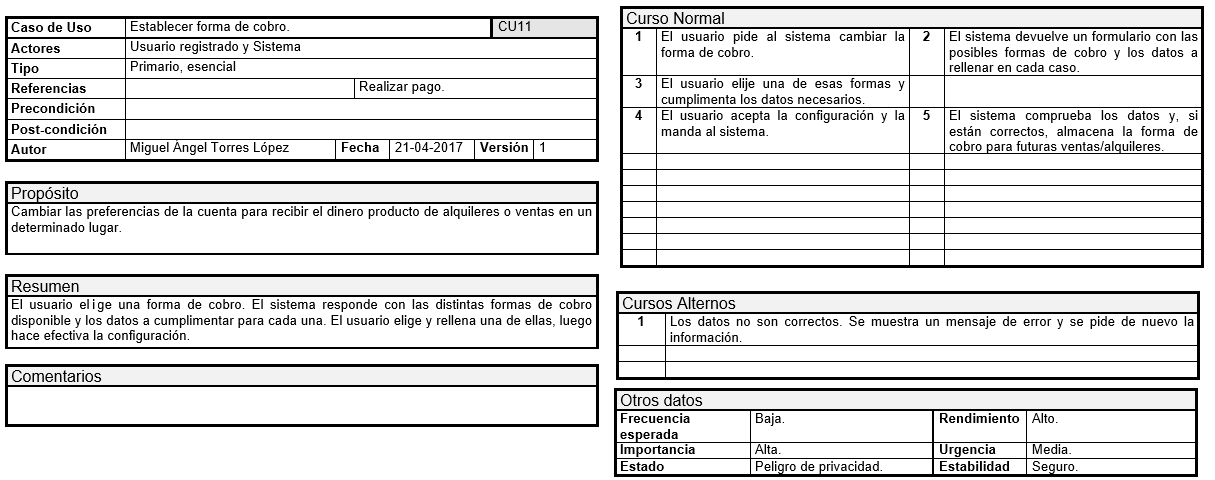 Caso de Uso Establecer forma de cobro. CU11
Actores Usuario registrado y Sistema
Tipo Primario, esencial
Referencias Realizar pago.
Precondición
Post-condición
Autor Miguel Ángel Torres López Fecha 21-04-2017 Versión 1
Propósito
Cambiar las preferencias de la cuenta para recibir el dinero producto de alquileres o ventas en un
determinado lugar.
Resumen
El usuario elige una forma de cobro. El sistema responde con las distintas formas de cobro
disponible y los datos a cumplimentar para cada una. El usuario elige y rellena una de ellas, luego
hace efectiva la configuración.
Comentarios
Curso Normal
1 El usuario pide al sistema cambiar la
forma de cobro.
2 El sistema devuelve un formulario con las
posibles formas de cobro y los datos a
rellenar en cada caso.
3 El usuario elije una de esas formas y
cumplimenta los datos necesarios.
4 El usuario acepta la configuración y la
manda al sistema.
5 El sistema comprueba los datos y, si
están correctos, almacena la forma de
cobro para futuras ventas/alquileres.
Cursos Alternos
1 Los datos no son correctos. Se muestra un mensaje de error y se pide de nuevo la
información.
Otros datos
Frecuencia
esperada
Baja.
Rendimiento Alto.
Importancia Alta. Urgencia Media.
Estado Peligro de privacidad. Estabilidad Seguro.